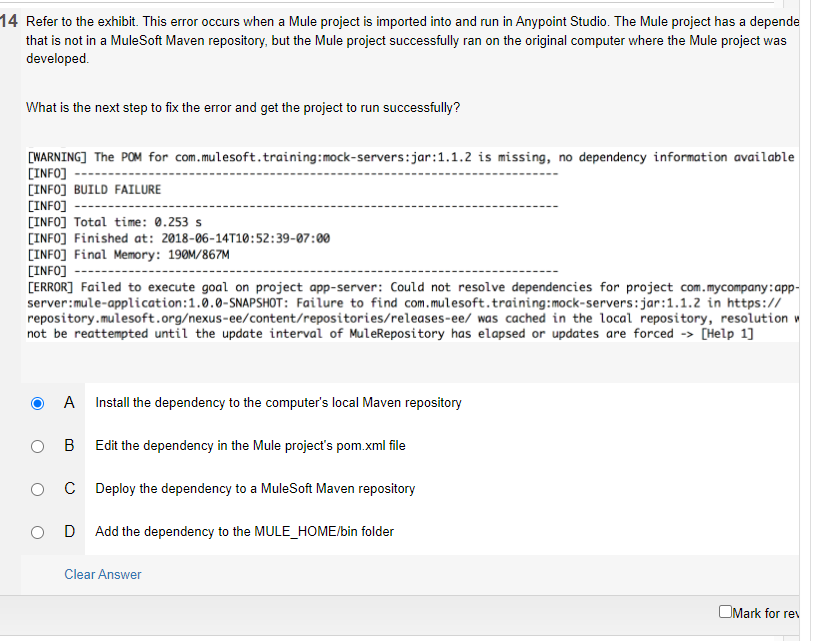 14 Refer to the exhibit. This error occurs when a Mule project is imported into and run in Anypoint Studio. The Mule project has a depende
that is not in a MuleSoft Maven repository, but the Mule project successfully ran on the original computer where the Mule project was
developed.
What is the next step to fix the error and get the project to run successfully?
[WARNING] The POM for com.mulesoft.training:mock-servers:jar:1.1.2 is missing, no dependency information available
[INFO] ------------------------------------------------------------------------
[INFO] BUILD FAILURE
[INFO] ------------------------------------------------------------------------
[INFO] Total time: 0.253 s
[INFO] Finished at: 2018-06-14T10:52:39-07:00
[INFO] Final Memory: 190M/867M
[INFO] ------------------------------------------------------------------------
[ERROR] Failed to execute goal on project app-server: Could not resolve dependencies for project com.mycompany:app-
server:mule-application:1.0.0-SNAPSHOT: Failure to find com.mulesoft.training:mock-servers:jar:1.1.2 in https://
repository.mulesoft.org/nexus-ee/content/repositories/releases-ee/ was cached in the local repository, resolution
not be reattempted until the update interval of MuleRepository has elapsed or updates are forced -> [Help 1]
A Install the dependency to the computer's local Maven repository
B Edit the dependency in the Mule project's pom.xml file
C Deploy the dependency to a MuleSoft Maven repository
D Add the dependency to the MULE_HOME/bin folder
Clear Answer
Mark for rev